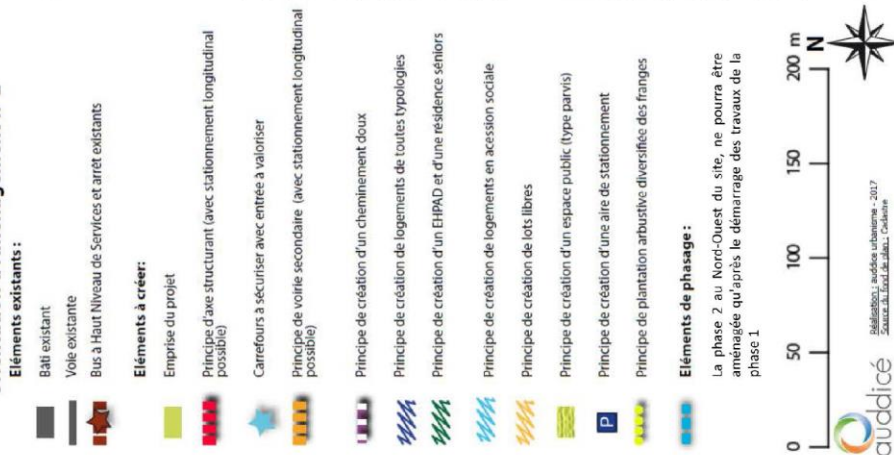 Eléments existants :
Bâti existant
Voie existante
Bus à Haut Niveau de Services et arrêt existants
Eléments à créer:
Emprise du projet
Principe d'axe structurant (avec stationnement longitudinal
possible)
Carrefours à sécuriser avec entrée à valoriser
Principe de voirie secondaire (avec stationnement longitudinal
possible)
Principe de création d'un cheminement doux
Principe de création de logements de toutes typologies
Principe de création d'un EHPAD et d'une résidence séniors
Principe de création de logements en acession sociale
Principe de création de lots libres
Principe de création d'un espace public (type parvis)
P
Principe de création d'une aire de stationnement
Principe de plantation arbustive diversifiée des franges
Eléments de phasage :
La phase 2 au Nord-Ouest du site, ne pourra être
aménagée qu'après le démarrage des travaux de la
phase 1
0 50 100 150 200 m
N
auddicé
Réalisation : auddice urbanisme - 2017
Source de fond de plan : Cadastre